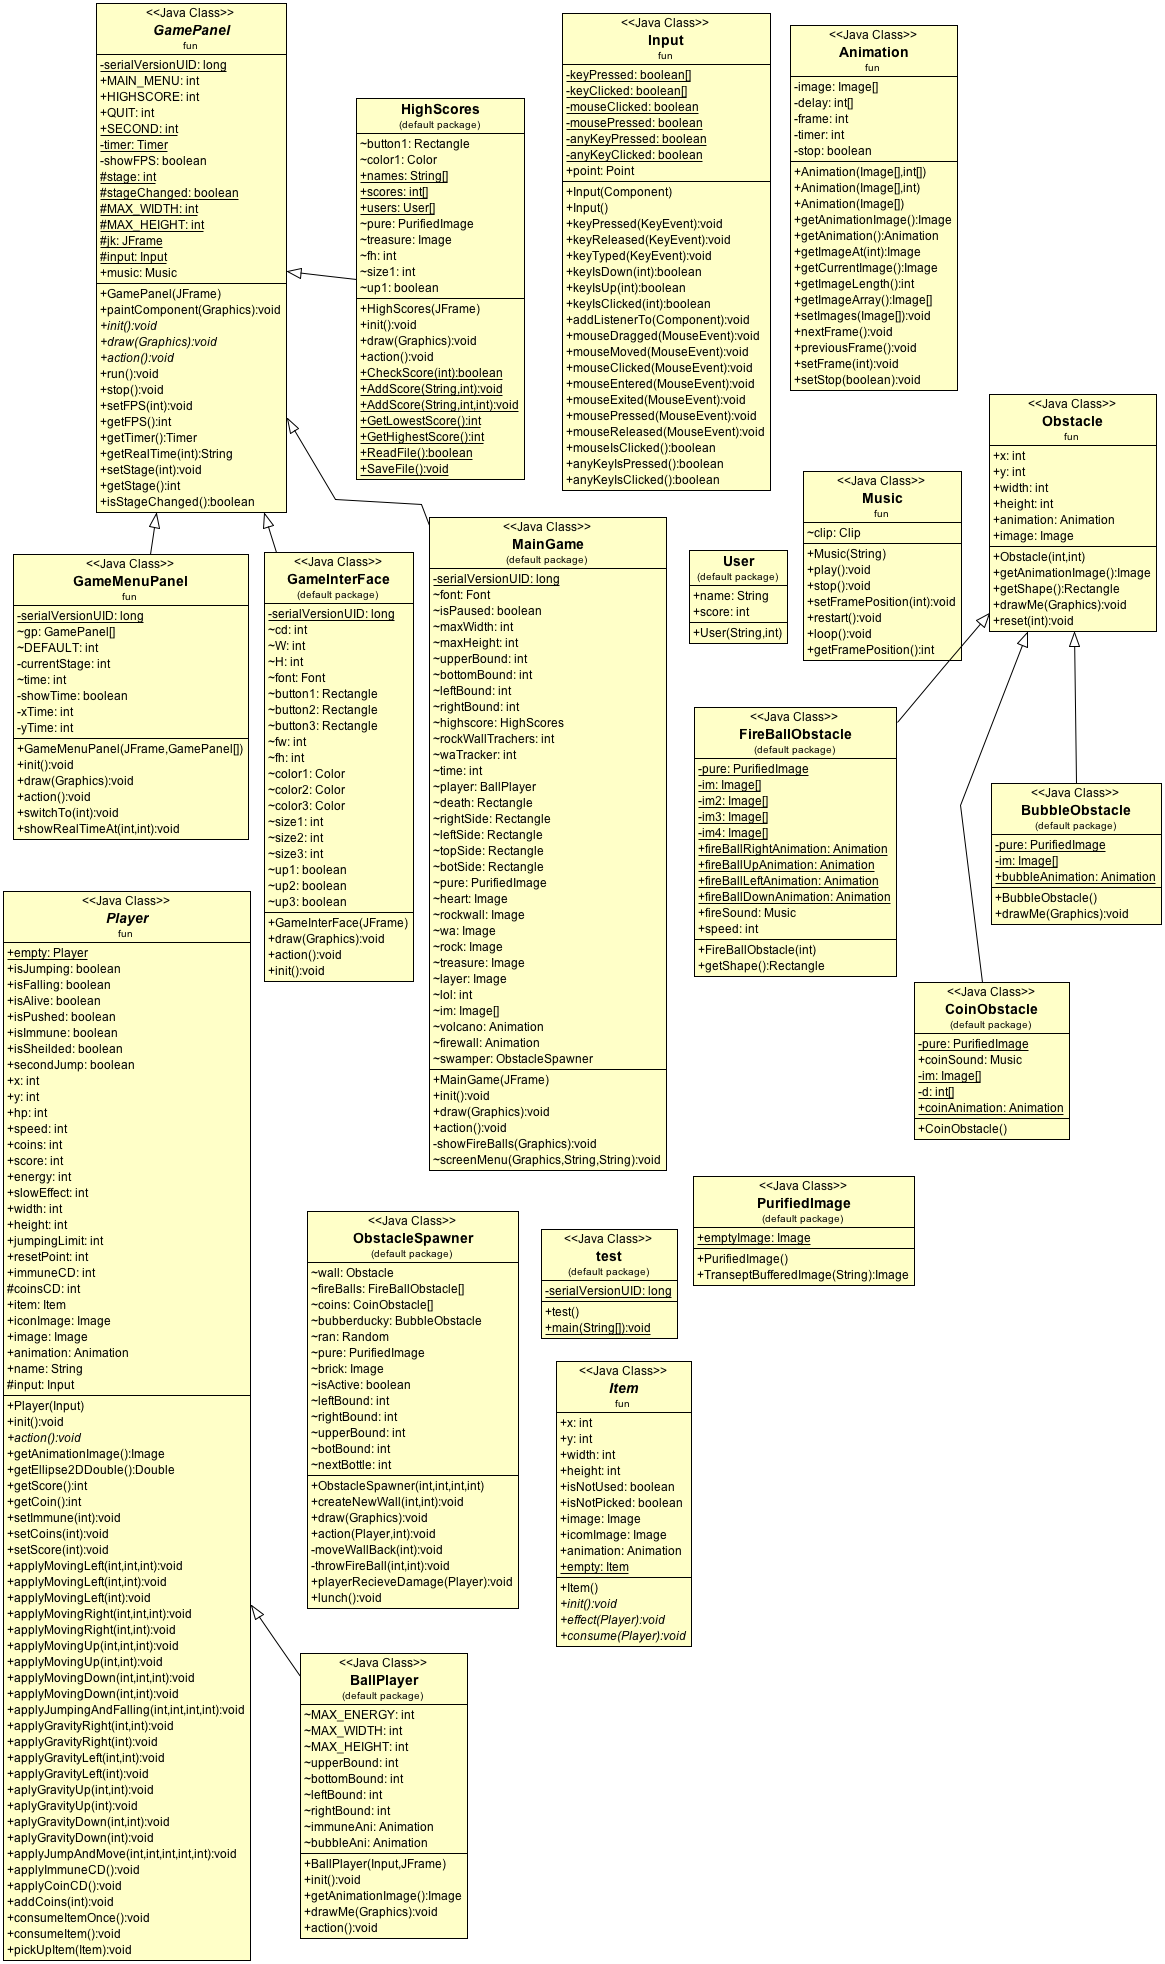 <<Java Class>>
GamePanel
fun
-serialVersionUID: long
+MAIN_MENU: int
+HIGHSCORE: int
+QUIT: int
+SECOND: int
-timer: Timer
-showFPS: boolean
#stage: int
#stageChanged: boolean
#MAX_WIDTH: int
#MAX_HEIGHT: int
#jk: JFrame
#input: Input
+music: Music
+GamePanel(JFrame)
+paintComponent(Graphics):void
+init():void
+draw(Graphics):void
+action():void
+run():void
+stop():void
+setFPS(int):void
+getFPS():int
+getTimer():Timer
+getRealTime(int):String
+setStage(int):void
+getStage():int
+isStageChanged():boolean
HighScores
(default package)
~button1: Rectangle
~color1: Color
+names: String[]
+scores: int[]
+users: User[]
~pure: PurifiedImage
~treasure: Image
~fh: int
~size1: int
~up1: boolean
+HighScores(JFrame)
+init():void
+draw(Graphics):void
+action():void
+CheckScore(int):boolean
+AddScore(String,int):void
+AddScore(String,int,int):void
+GetLowestScore():int
+GetHighestScore():int
+ReadFile():boolean
+SaveFile():void
<<Java Class>>
Input
fun
-keyPressed: boolean[]
-keyClicked: boolean[]
-mouseClicked: boolean
-mousePressed: boolean
-anyKeyPressed: boolean
-anyKeyClicked: boolean
+point: Point
+Input(Component)
+Input()
+keyPressed(KeyEvent):void
+keyReleased(KeyEvent):void
+keyTyped(KeyEvent):void
+keyIsDown(int):boolean
+keyIsUp(int):boolean
+keyIsClicked(int):boolean
+addListenerTo(Component):void
+mouseDragged(MouseEvent):void
+mouseMoved(MouseEvent):void
+mouseClicked(MouseEvent):void
+mouseEntered(MouseEvent):void
+mouseExited(MouseEvent):void
+mousePressed(MouseEvent):void
+mouseReleased(MouseEvent):void
+mouseIsClicked():boolean
+anyKeyIsPressed():boolean
+anyKeyIsClicked():boolean
<<Java Class>>
Animation
fun
-image: Image[]
-delay: int[]
-frame: int
-timer: int
-stop: boolean
+Animation(Image[],int[])
+Animation(Image[],int)
+Animation(Image[])
+getAnimationImage():Image
+getAnimation():Animation
+getImageAt(int):Image
+getCurrentImage():Image
+getImageLength():int
+getImageArray():Image[]
+setImages(Image[]):void
+nextFrame():void
+previousFrame():void
+setFrame(int):void
+setStop(boolean):void
<<Java Class>>
Obstacle
fun
+x: int
+y: int
+width: int
+height: int
+animation: Animation
+image: Image
+Obstacle(int,int)
+getAnimationImage():Image
+getShape():Rectangle
+drawMe(Graphics):void
+reset(int):void
<<Java Class>>
Music
fun
~clip: Clip
+Music(String)
+play():void
+stop():void
+setFramePosition(int):void
+restart():void
+loop():void
+getFramePosition():int
<<Java Class>>
GameMenuPanel
fun
-serialVersionUID: long
~gp: GamePanel[]
~DEFAULT: int
-currentStage: int
~time: int
-showTime: boolean
-xTime: int
-yTime: int
+GameMenuPanel(JFrame,GamePanel[])
+init():void
+draw(Graphics):void
+action():void
+switchTo(int):void
+showRealTimeAt(int,int):void
<<Java Class>>
GameInterFace
(default package)
-serialVersionUID: long
~cd: int
~W: int
~H: int
~font: Font
~button1: Rectangle
~button2: Rectangle
~button3: Rectangle
~fw: int
~fh: int
~color1: Color
~color2: Color
~color3: Color
~size1: int
~size2: int
~size3: int
~up1: boolean
~up2: boolean
~up3: boolean
+GameInterFace(JFrame)
+draw(Graphics):void
+action():void
+init():void
<<Java Class>>
MainGame
(default package)
-serialVersionUID: long
~font: Font
~isPaused: boolean
~maxWidth: int
~maxHeight: int
~upperBound: int
~bottomBound: int
~leftBound: int
~rightBound: int
~highscore: HighScores
~rockWallTrachers: int
~waTracker: int
~time: int
~player: BallPlayer
~death: Rectangle
~rightSide: Rectangle
~leftSide: Rectangle
~topSide: Rectangle
~botSide: Rectangle
~pure: PurifiedImage
~heart: Image
~rockwall: Image
~wa: Image
~rock: Image
~treasure: Image
~layer: Image
~lol: int
~im: Image[]
~volcano: Animation
~firewall: Animation
~swamper: ObstacleSpawner
+MainGame(JFrame)
+init():void
+draw(Graphics):void
+action():void
-showFireBalls(Graphics):void
~screenMenu(Graphics,String,String):void
User
(default package)
+name: String
+score: int
+User(String,int)
<<Java Class>>
FireBallObstacle
(default package)
-pure: PurifiedImage
-im: Image[]
-im2: Image[]
-im3: Image[]
-im4: Image[]
+fireBallRightAnimation: Animation
+fireBallUpAnimation: Animation
+fireBallLeftAnimation: Animation
+fireBallDownAnimation: Animation
+fireSound: Music
+speed: int
+FireBallObstacle(int)
+getShape():Rectangle
<<Java Class>>
BubbleObstacle
(default package)
-pure: PurifiedImage
-im: Image[]
+bubbleAnimation: Animation
+BubbleObstacle()
+drawMe(Graphics):void
<<Java Class>>
CoinObstacle
(default package)
-pure: PurifiedImage
+coinSound: Music
-im: Image[]
-d: int[]
+coinAnimation: Animation
+CoinObstacle()
<<Java Class>>
Player
fun
+empty: Player
+isJumping: boolean
+isFalling: boolean
+isAlive: boolean
+isPushed: boolean
+isImmune: boolean
+isSheilded: boolean
+secondJump: boolean
+x: int
+y: int
+hp: int
+speed: int
+coins: int
+score: int
+energy: int
+slowEffect: int
+width: int
+height: int
+jumpingLimit: int
+resetPoint: int
+immuneCD: int
#coinsCD: int
+item: Item
+iconImage: Image
+image: Image
+animation: Animation
+name: String
#input: Input
+Player(Input)
+init():void
+action():void
+getAnimationImage():Image
+getEllipse2DDouble():Double
+getScore():int
+getCoin():int
+setImmune(int):void
+setCoins(int):void
+setScore(int):void
+applyMovingLeft(int,int,int):void
+applyMovingLeft(int,int):void
+applyMovingLeft(int):void
+applyMovingRight(int,int,int):void
+applyMovingRight(int,int):void
+applyMovingUp(int,int,int):void
+applyMovingUp(int,int):void
+applyMovingDown(int,int,int):void
+applyMovingDown(int,int):void
+applyJumpingAndFalling(int,int,int,int):void
+applyGravityRight(int,int):void
+applyGravityRight(int):void
+applyGravityLeft(int,int):void
+applyGravityLeft(int):void
+aplyGravityUp(int,int):void
+aplyGravityUp(int):void
+aplyGravityDown(int,int):void
+aplyGravityDown(int):void
+applyJumpAndMove(int,int,int,int,int):void
+applyImmuneCD():void
+applyCoinCD():void
+addCoins(int):void
+consumeItemOnce():void
+consumeItem():void
+pickUpItem(Item):void
<<Java Class>>
PurifiedImage
(default package)
+emptyImage: Image
+PurifiedImage()
+TranseptBufferedImage(String):Image
<<Java Class>>
ObstacleSpawner
(default package)
~wall: Obstacle
~fireBalls: FireBallObstacle[]
~coins: CoinObstacle[]
~bubberducky: BubbleObstacle
~ran: Random
~pure: PurifiedImage
~brick: Image
~isActive: boolean
~leftBound: int
~rightBound: int
~upperBound: int
~botBound: int
~nextBottle: int
+ObstacleSpawner(int,int,int,int)
+createNewWall(int,int):void
+draw(Graphics):void
+action(Player,int):void
-moveWallBack(int):void
-throwFireBall(int,int):void
+playerRecieveDamage(Player):void
+lunch():void
<<Java Class>>
test
(default package)
-serialVersionUID: long
+test()
+main(String[]):void
<<Java Class>>
Item
fun
+x: int
+y: int
+width: int
+height: int
+isNotUsed: boolean
+isNotPicked: boolean
+image: Image
+icomImage: Image
+animation: Animation
+empty: Item
+Item()
+init():void
+effect(Player):void
+consume(Player):void
<<Java Class>>
BallPlayer
(default package)
~MAX_ENERGY: int
~MAX_WIDTH: int
~MAX_HEIGHT: int
~upperBound: int
~bottomBound: int
~leftBound: int
~rightBound: int
~immuneAni: Animation
~bubbleAni: Animation
+BallPlayer(Input,JFrame)
+init():void
+getAnimationImage():Image
+drawMe(Graphics):void
+action():void